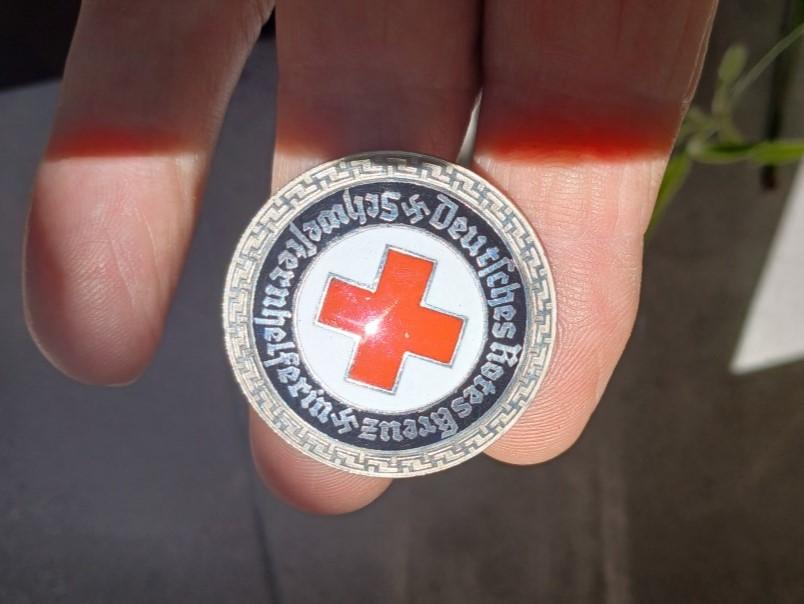 Deutsches Rotes Kreuz
Schwesternhelferin